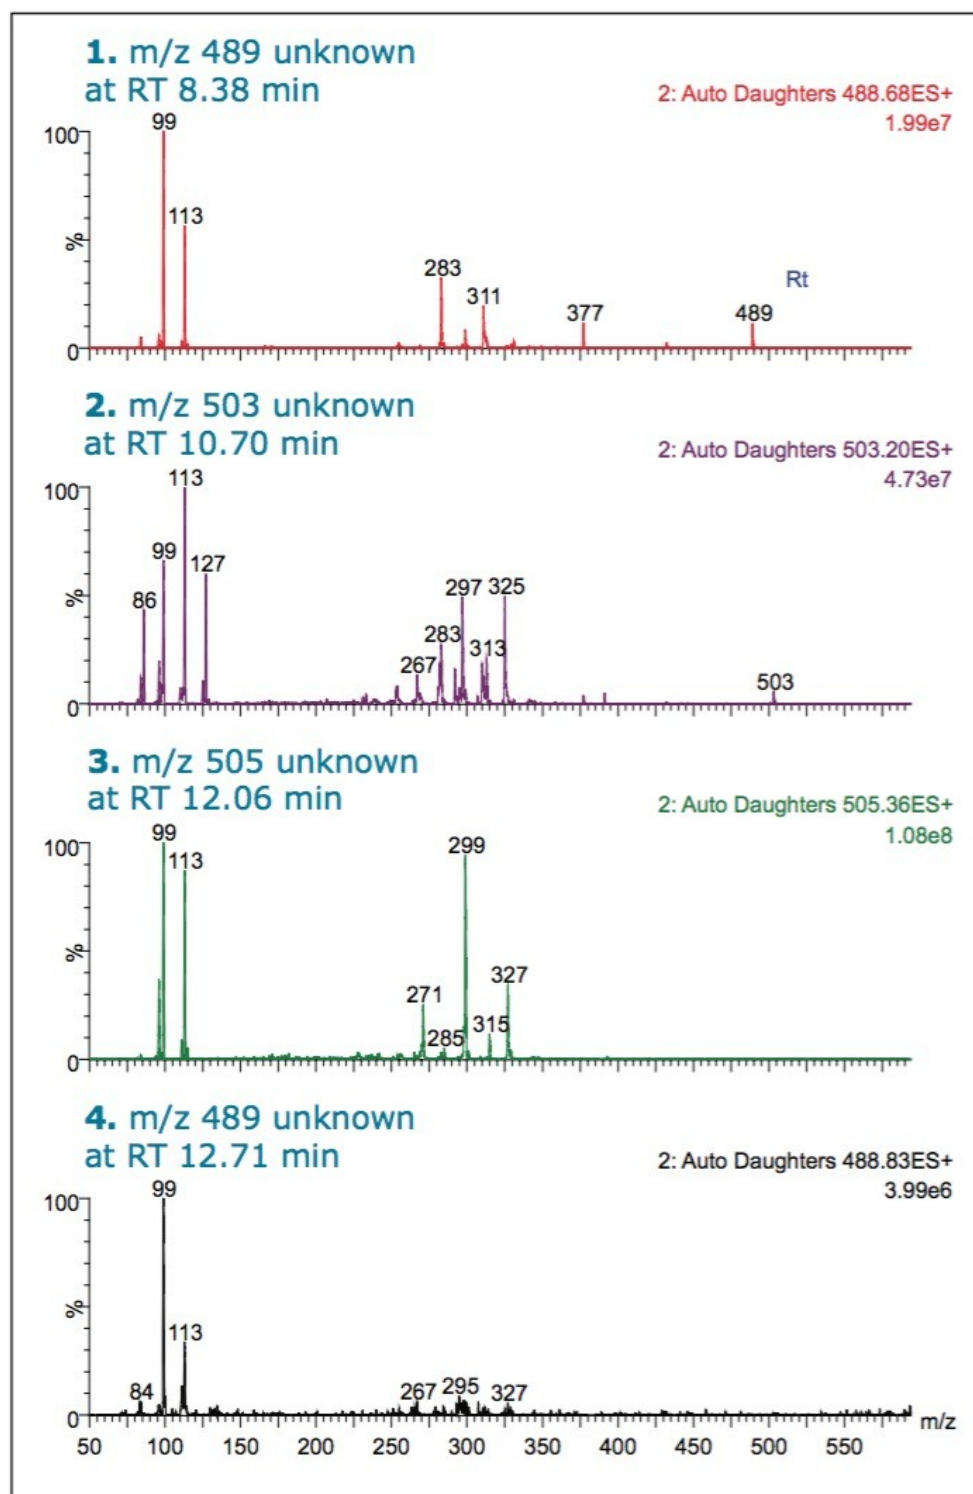 1. m/z 489 unknown
at RT 8.38 min
2: Auto Daughters 488.68ES+
1.99e7
100
%
0
99
113
283
311
377
489
Rt
2. m/z 503 unknown
at RT 10.70 min
2: Auto Daughters 503.20ES+
4.73e7
100
%
0
86
99
113
127
267
283
297
313
325
503
3. m/z 505 unknown
at RT 12.06 min
2: Auto Daughters 505.36ES+
1.08e8
100
%
0
99
113
271
285
299
315
327
4. m/z 489 unknown
at RT 12.71 min
2: Auto Daughters 488.83ES+
3.99e6
100
%
0
84
99
113
267
295
327
m/z
50 100 150 200 250 300 350 400 450 500 550